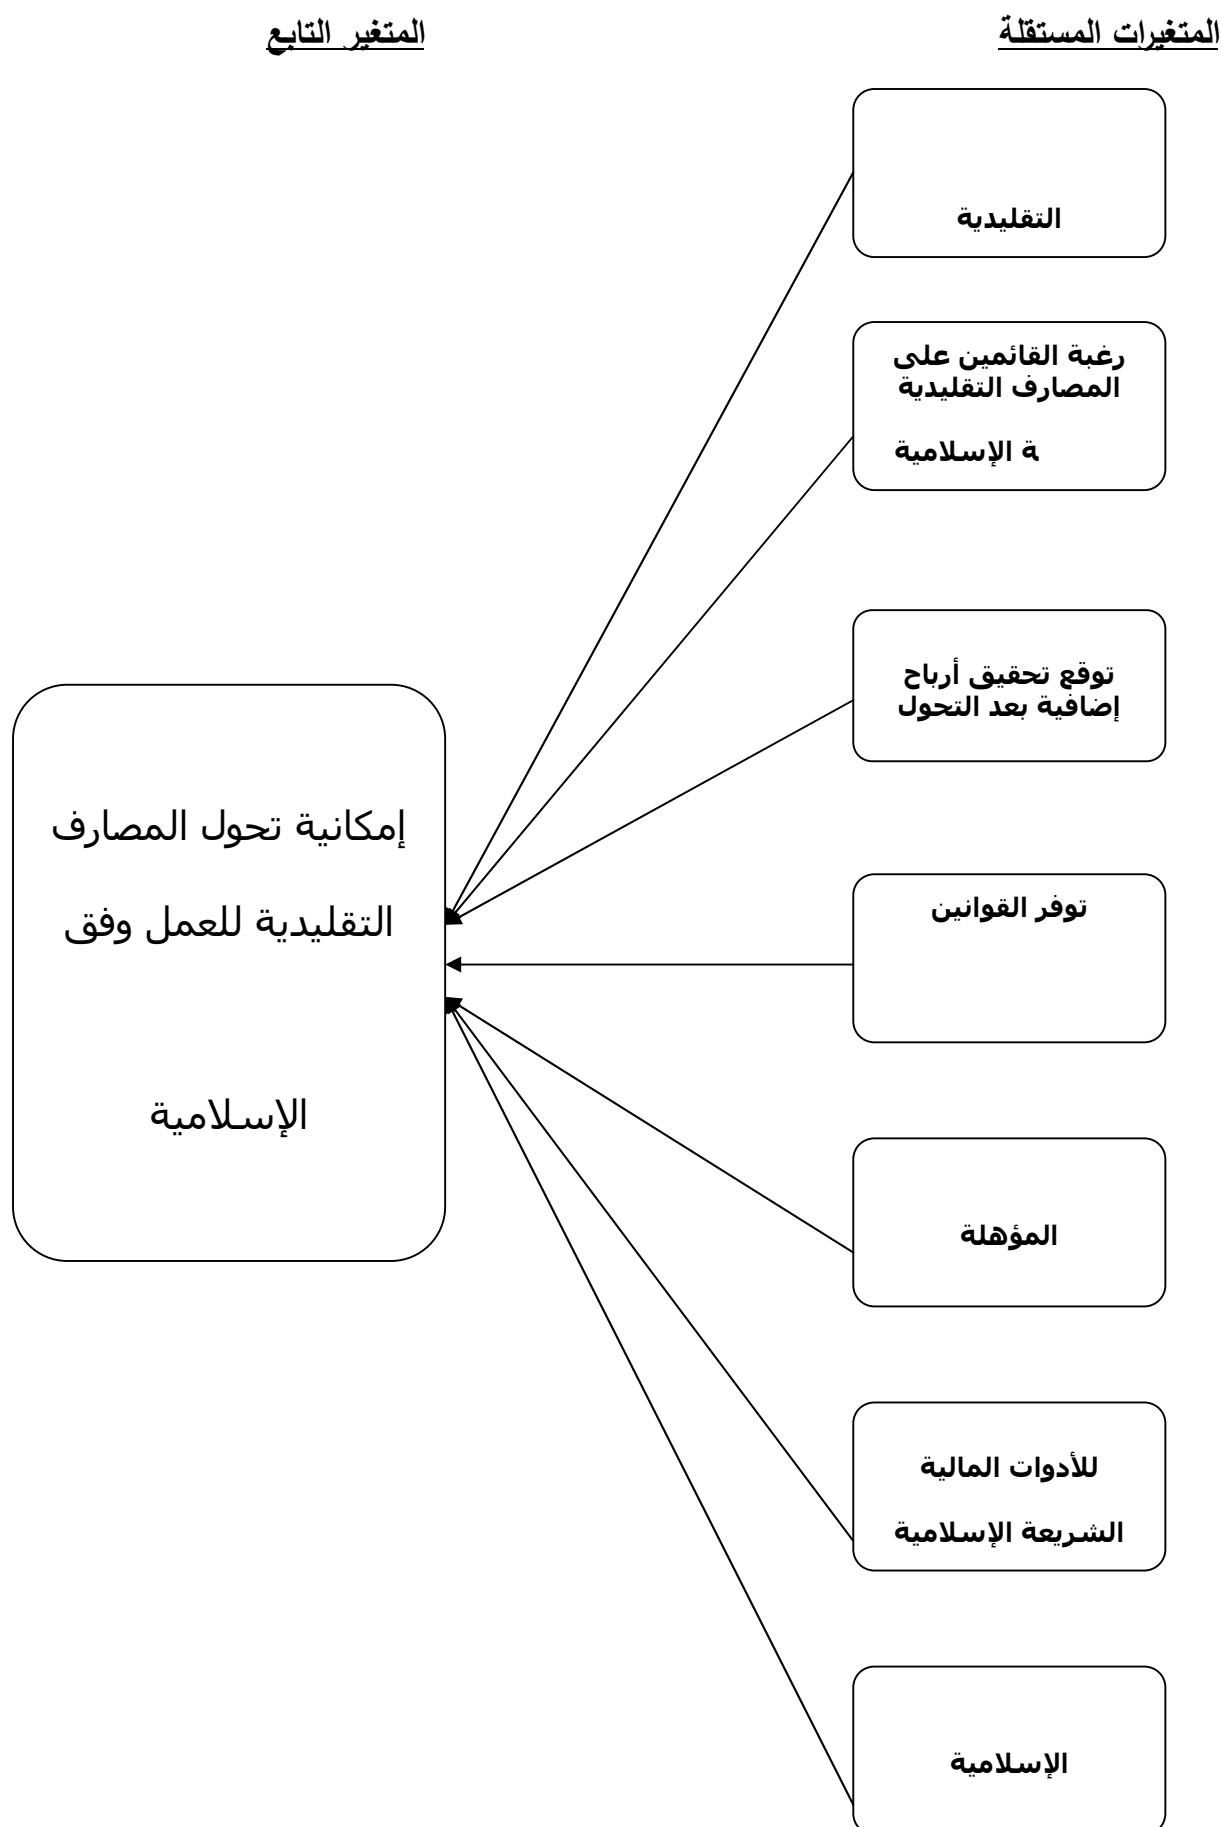 المتغيرات المستقلة
المتغير التابع
التقليدية
رغبة القائمين على
المصارف التقليدية
ة الإسلامية
توقع تحقيق أرباح
إضافية بعد التحول
توفر القوانين
المؤهلة
للأدوات المالية
الشريعة الإسلامية
الإسلامية
إمكانية تحول المصارف
التقليدية للعمل وفق
الإسلامية